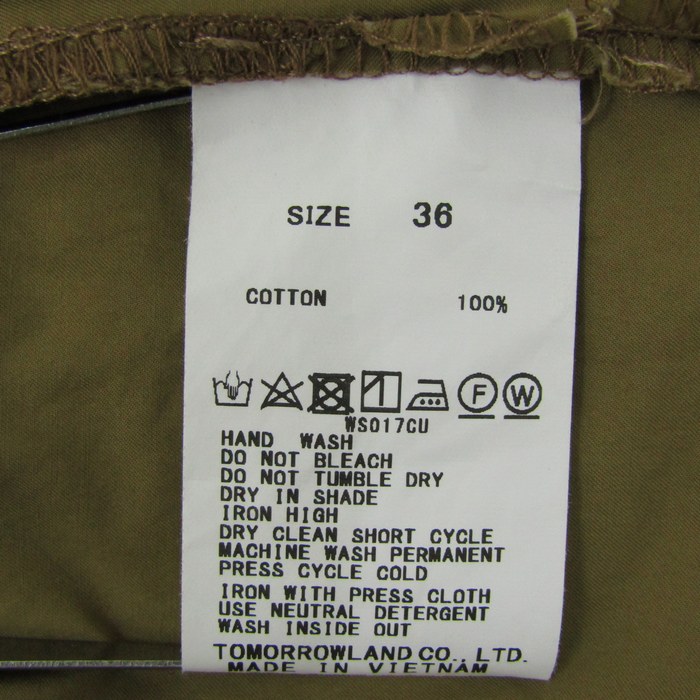 SIZE 36
COTTON 100%
F W
WS017CU
HAND WASH
DO NOT BLEACH
DO NOT TUMBLE DRY
DRY IN SHADE
IRON HIGH
DRY CLEAN SHORT CYCLE
MACHINE WASH PERMANENT
PRESS CYCLE COLD
IRON WITH PRESS CLOTH
USE NEUTRAL DETERGENT
WASH INSIDE OUT
TOMORROWLAND CO., LTD.
MADE IN VIETNAM